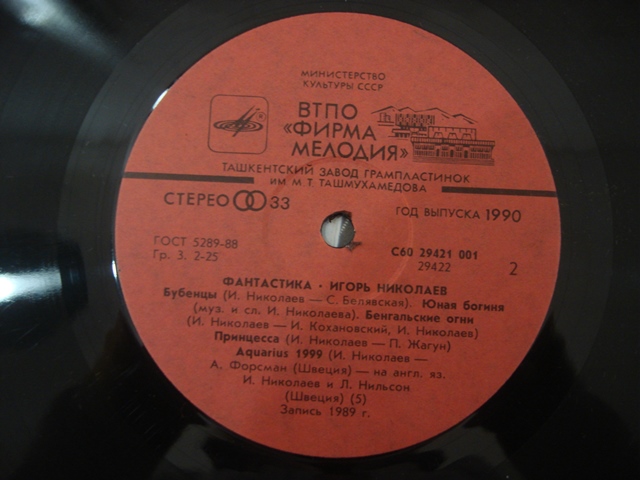 МИНИСТЕРСТВО
КУЛЬТУРЫ СССР
ВТПО
«ФИРМА
МЕЛОДИЯ»
ТАШКЕНТСКИЙ ЗАВОД ГРАМПЛАСТИНОК
ИМ. М. Т. ТАШМУХАМЕДОВА
СТЕРЕО 33
ГОД ВЫПУСКА 1990
ГОСТ 5289-88
Гр. 3. 2-25
С60 29421 001
29422
2
ФАНТАСТИКА · ИГОРЬ НИКОЛАЕВ
Бубенцы (И. Николаев — С. Белявская). Юная богиня
(муз. и сл. И. Николаева). Бенгальские огни
(И. Николаев — И. Кохановский, И. Николаев)
Принцесса (И. Николаев — П. Жагун)
Aquarius 1999 (И. Николаев —
А. Форсман (Швеция) — на англ. яз.
И. Николаев и Л. Нильсон
(Швеция) (5)
Запись 1989 г.